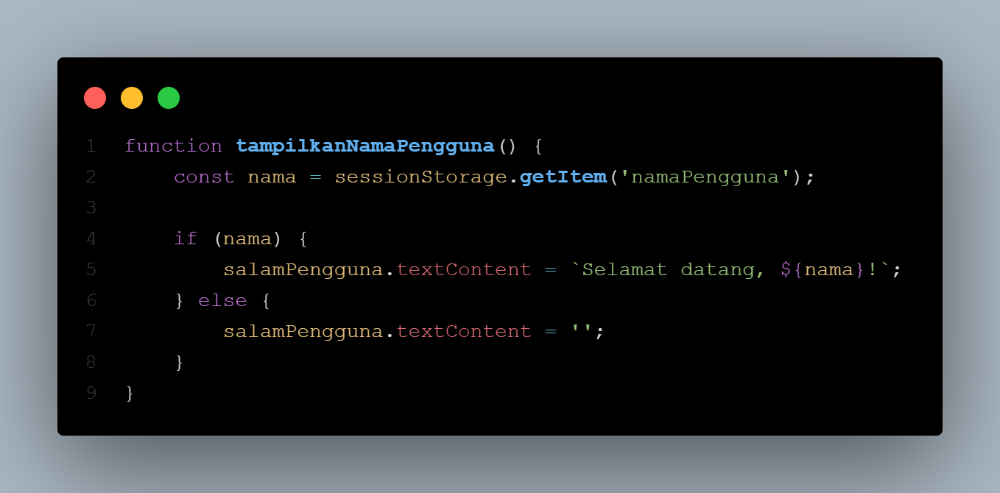 1 function tampilkanNamaPengguna() {
2     const nama = sessionStorage.getItem('namaPengguna');
3
4     if (nama) {
5         salamPengguna.textContent = `Selamat datang, ${nama}!`;
6     } else {
7         salamPengguna.textContent = '';
8     }
9 }